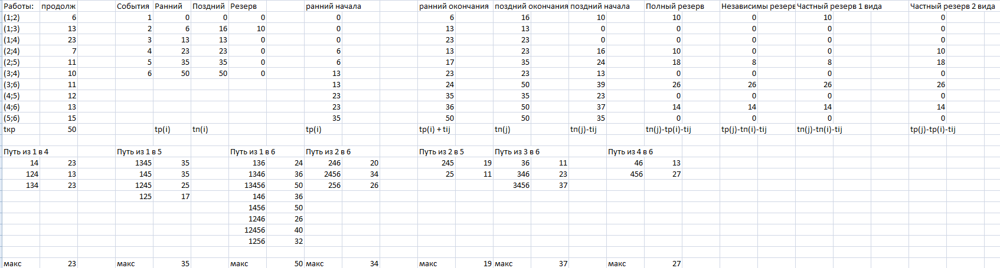 Работы: продолж События Ранний Поздний Резерв ранний начала ранний окончания поздний окончания поздний начала Полный резерв Независимы резерв Частный резерв 1 вида Частный резерв 2 вида
(1;2) 6 1 0 0 0 0 6 16 10 10 0 10 0
(1;3) 13 2 6 16 10 0 13 13 0 0 0 0 0
(1;4) 23 3 13 13 0 0 23 23 0 0 0 0 0
(2;4) 7 4 23 23 0 6 13 23 16 10 0 0 10
(2;5) 11 5 35 35 0 6 17 35 24 18 8 8 18
(3;4) 10 6 50 50 0 13 23 23 13 0 0 0 0
(3;6) 11 13 24 50 39 26 26 26 26
(4;5) 12 23 35 35 23 0 0 0 0
(4;6) 13 23 36 50 37 14 14 14 14
(5;6) 15 35 50 50 35 0 0 0 0
tкр 50 tp(i) tп(i) tp(i) tp(i) + tij tп(j) tп(j)-tij tп(j)-tp(i)-tij tp(j)-tп(i)-tij tп(j)-tп(i)-tij tp(j)-tp(i)-tij
Путь из 1 в 4 Путь из 1 в 5 Путь из 1 в 6 Путь из 2 в 6 Путь из 2 в 5 Путь из 3 в 6 Путь из 4 в 6
14 23 1345 35 136 24 246 20 245 19 36 11 46 13
124 13 145 35 1346 36 2456 34 25 11 346 23 456 27
134 23 1245 25 13456 50 256 26 3456 37
125 17 146 36
1456 50
1246 26
12456 40
1256 32
макс 23 макс 35 макс 50 макс 34 макс 19 макс 37 макс 27